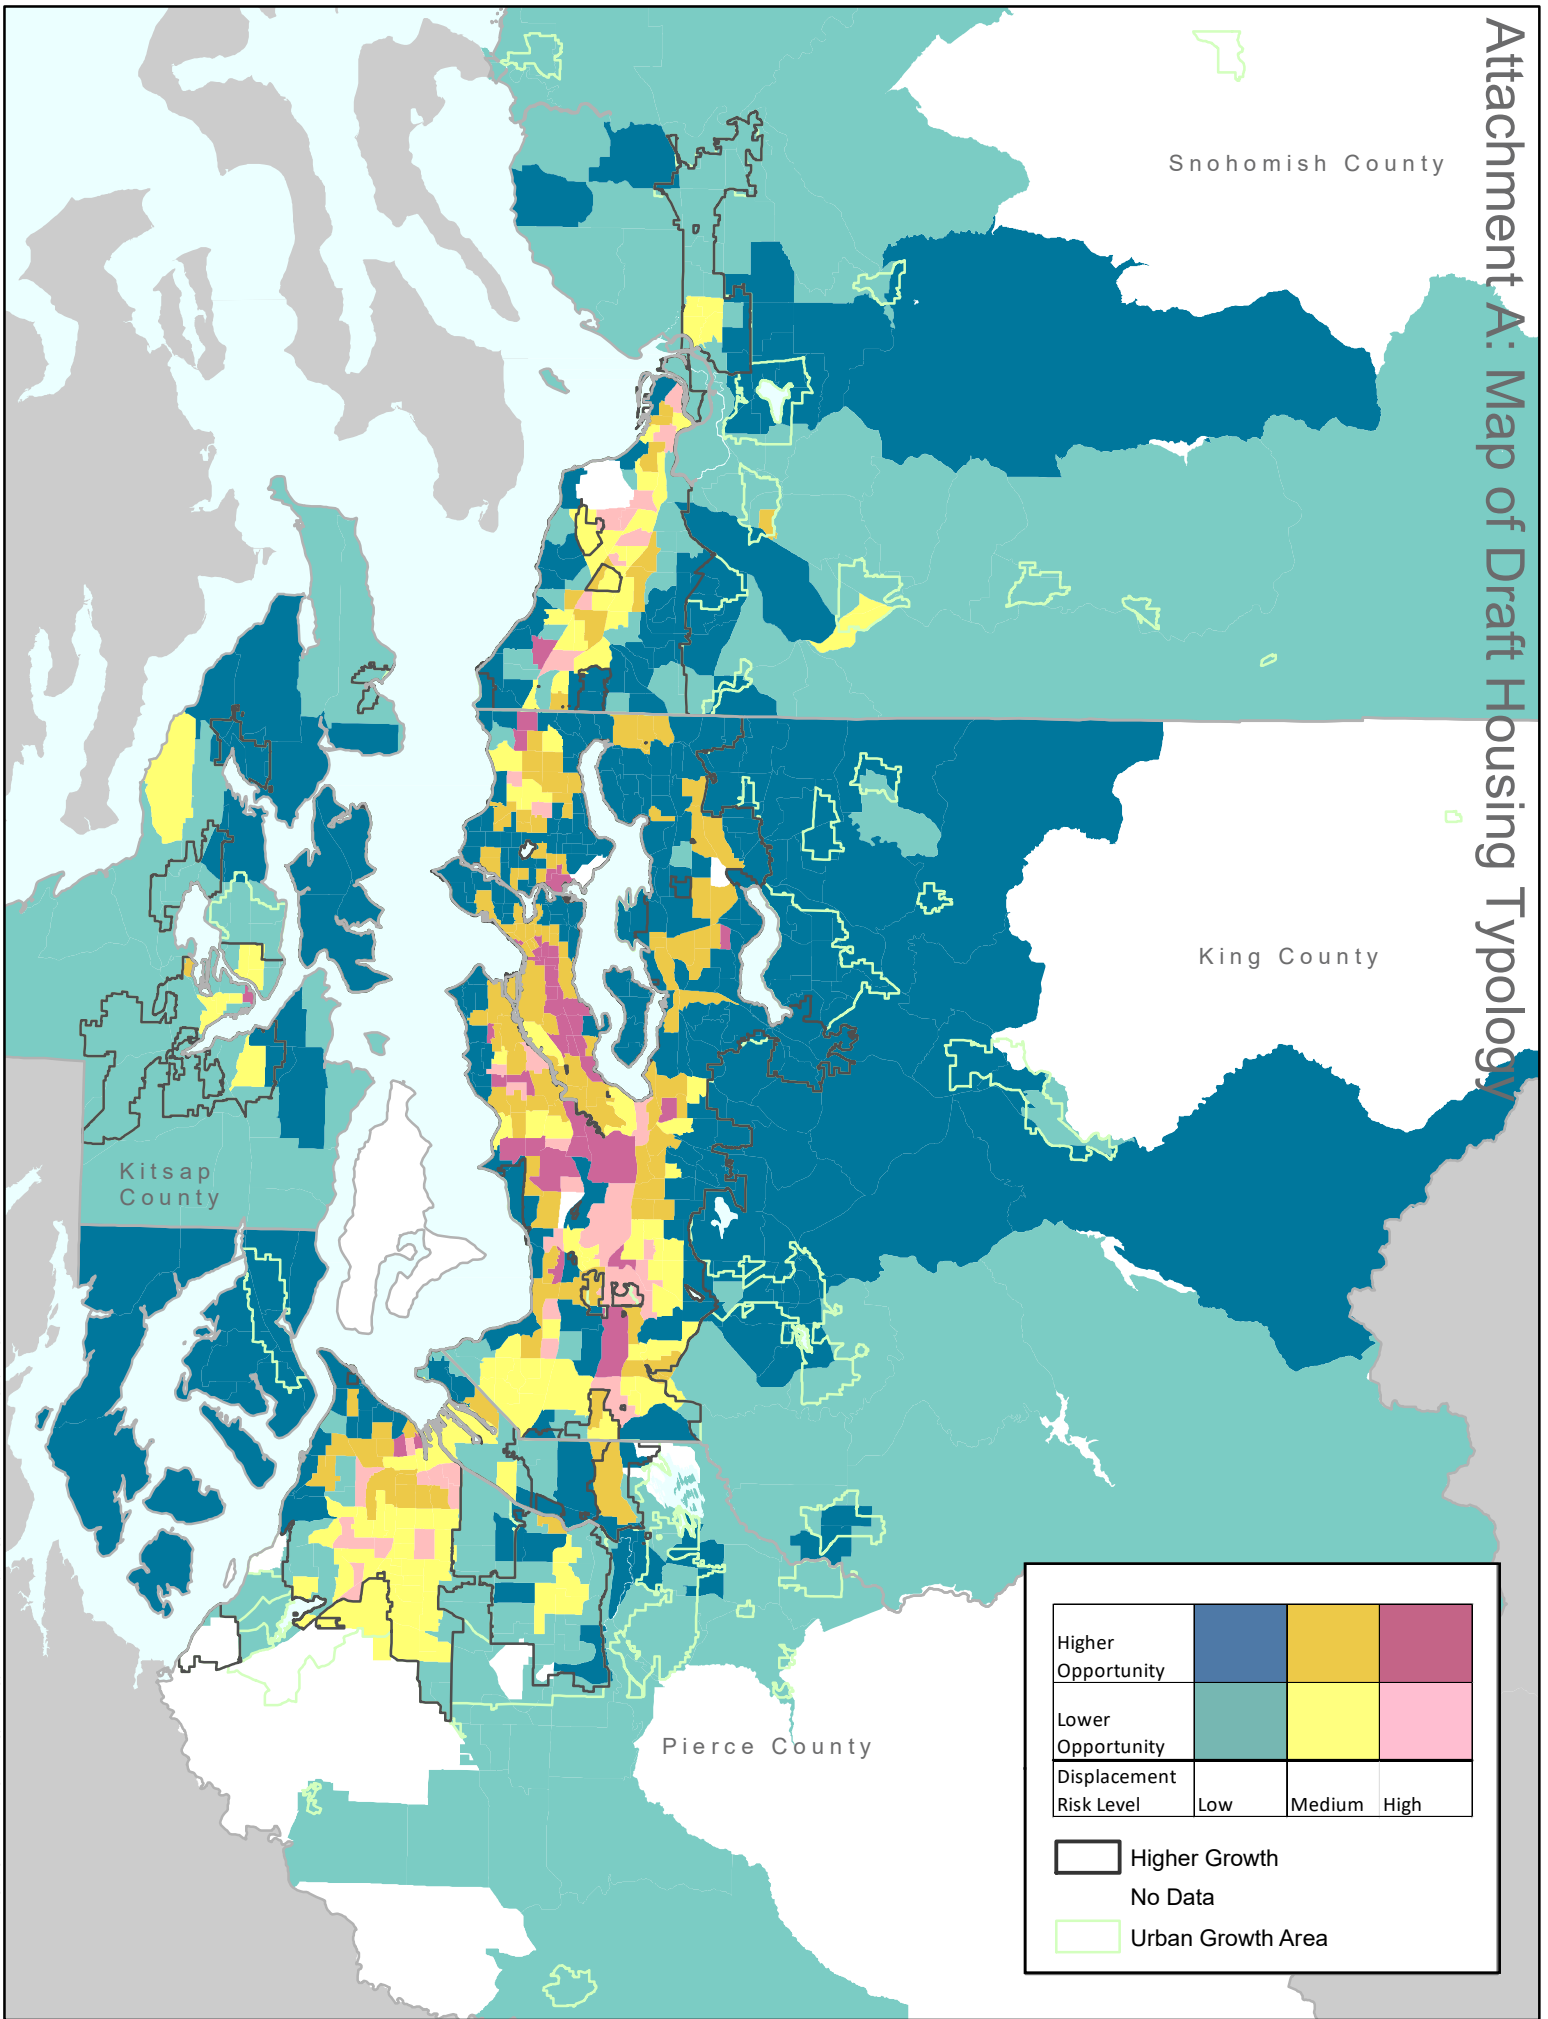 Attachment A: Map of Draft Housing Typology
Snohomish County
King County
Kitsap
County
Pierce County
Higher
Opportunity
Lower
Opportunity
Displacement
Risk Level
Low
Medium
High
Higher Growth
No Data
Urban Growth Area